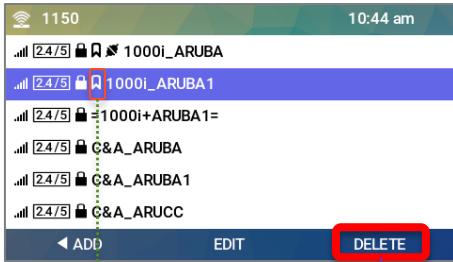 1150 10:44 am
2.4/5 1000i_ARUBA
2.4/5 1000i_ARUBA1
2.4/5 =1000i+ARUBA1=
2.4/5 C&A_ARUBA
2.4/5 C&A_ARUBA1
2.4/5 C&A_ARUCC
ADD EDIT DELETE